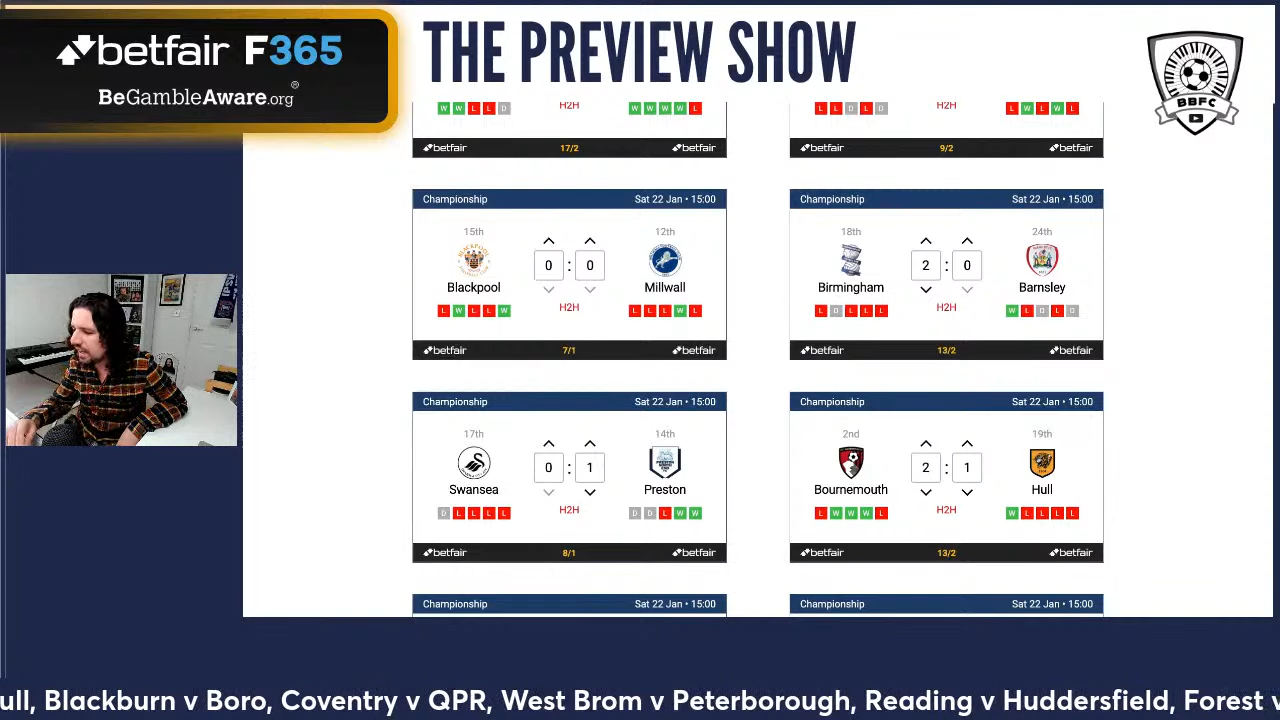 betfair F365
BeGambleAware.org®
THE PREVIEW SHOW
BBFC
W W L L D H2H W W W W L
L L D L D H2H L W L W L
betfair 17/2 betfair
betfair 9/2 betfair
Championship Sat 22 Jan • 15:00
15th 12th
0 : 0
Blackpool Millwall
L W L L W H2H L L L W L
betfair 7/1 betfair
Championship Sat 22 Jan • 15:00
18th 24th
2 : 0
Birmingham Barnsley
L D L L L H2H W L D L D
betfair 13/2 betfair
Championship Sat 22 Jan • 15:00
17th 14th
0 : 1
Swansea Preston
D L L L L H2H D D L W W
betfair 8/1 betfair
Championship Sat 22 Jan • 15:00
2nd 19th
2 : 1
Bournemouth Hull
L W W W L H2H W L L L L
betfair 13/2 betfair
Championship Sat 22 Jan • 15:00
Championship Sat 22 Jan • 15:00
ull, Blackburn v Boro, Coventry v QPR, West Brom v Peterborough, Reading v Huddersfield, Forest v